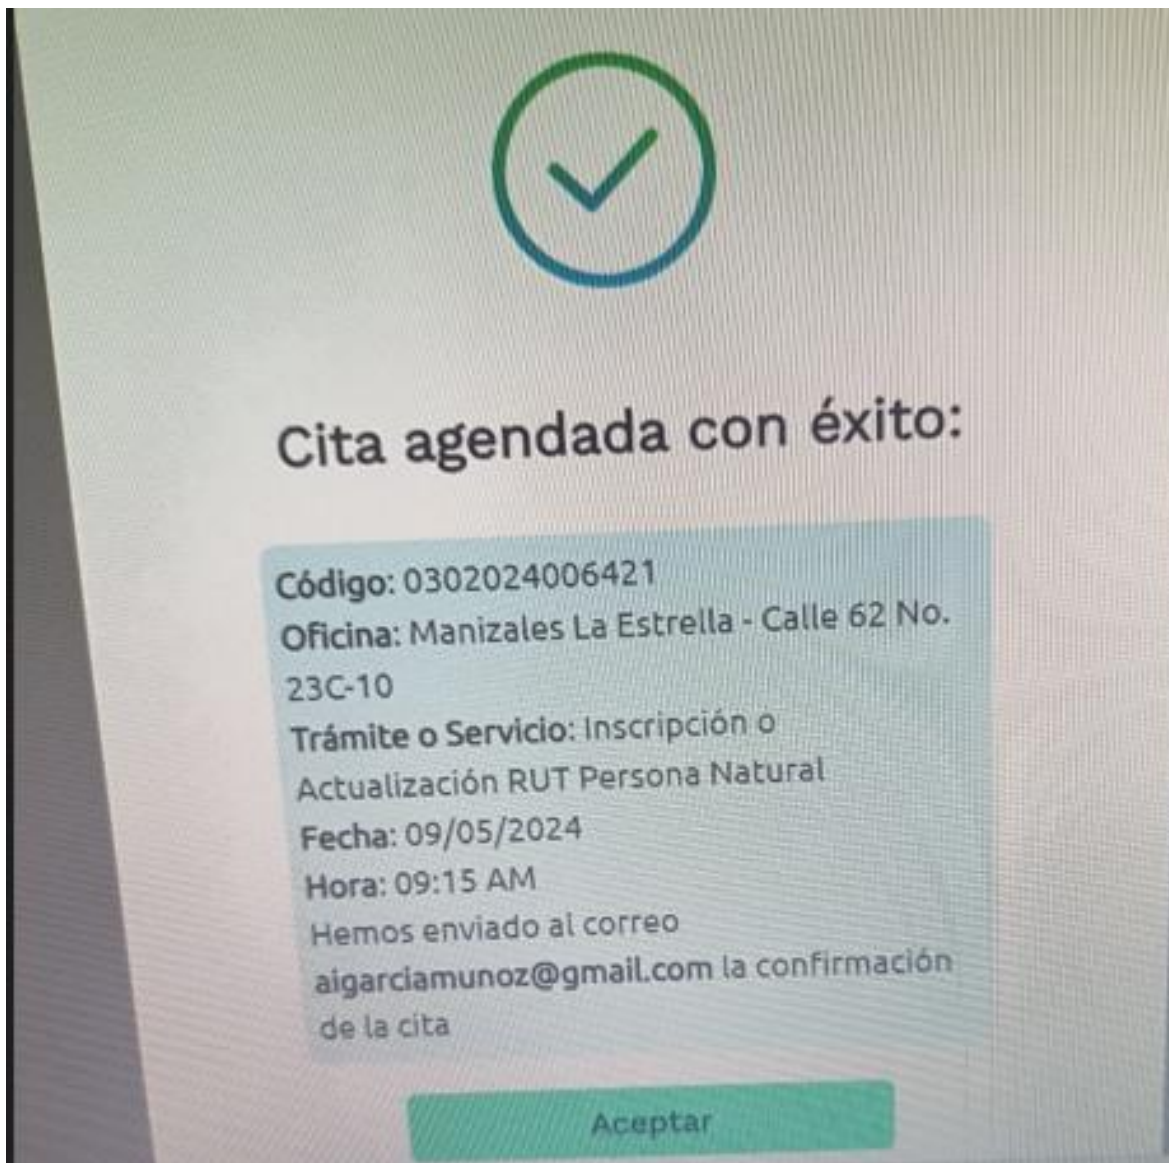 Cita agendada con éxito:
Código: 0302024006421
Oficina: Manizales La Estrella - Calle 62 No.
23C-10
Trámite o Servicio: Inscripción o
Actualización RUT Persona Natural
Fecha: 09/05/2024
Hora: 09:15 AM
Hemos enviado al correo
aigarciamunoz@gmail.com la confirmación
de la cita
Aceptar